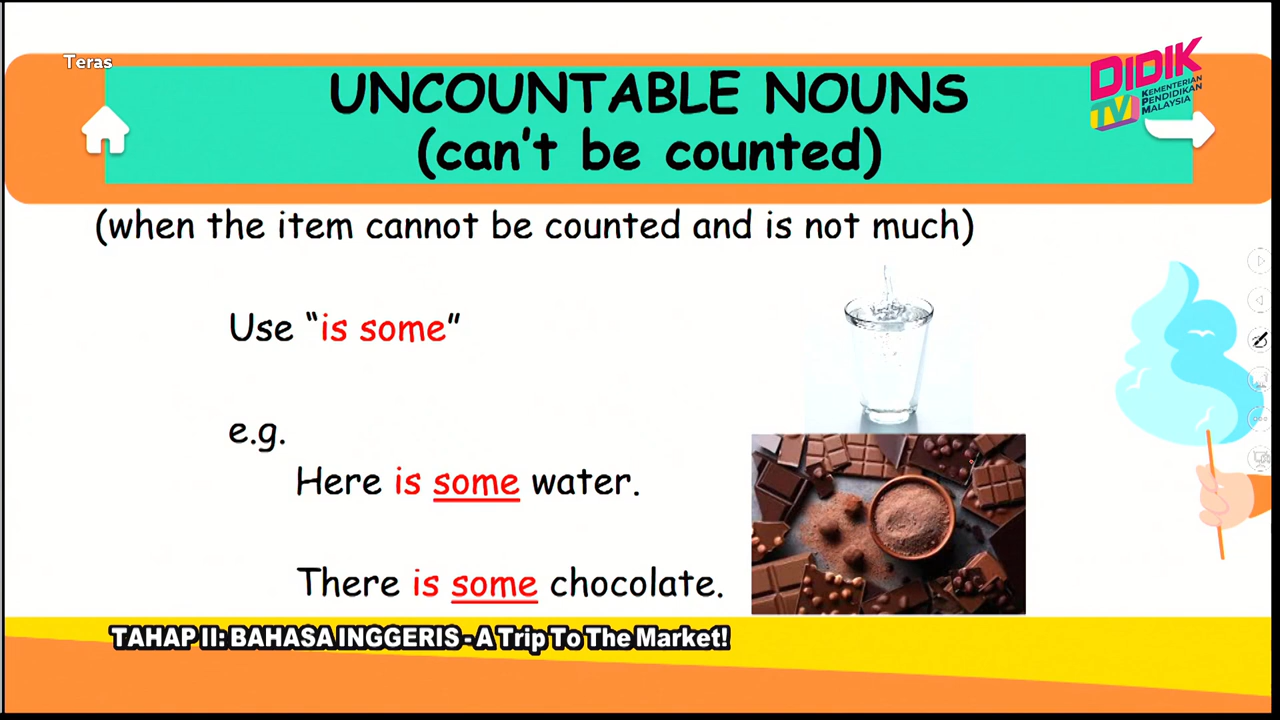 Teras
UNCOUNTABLE NOUNS
(can't be counted)
DIDIK
TV
KEMENTERIAN
PENDIDIKAN
MALAYSIA
(when the item cannot be counted and is not much)
Use “is some”
e.g.
Here is some water.
There is some chocolate.
TAHAP II: BAHASA INGGERIS - A Trip To The Market!